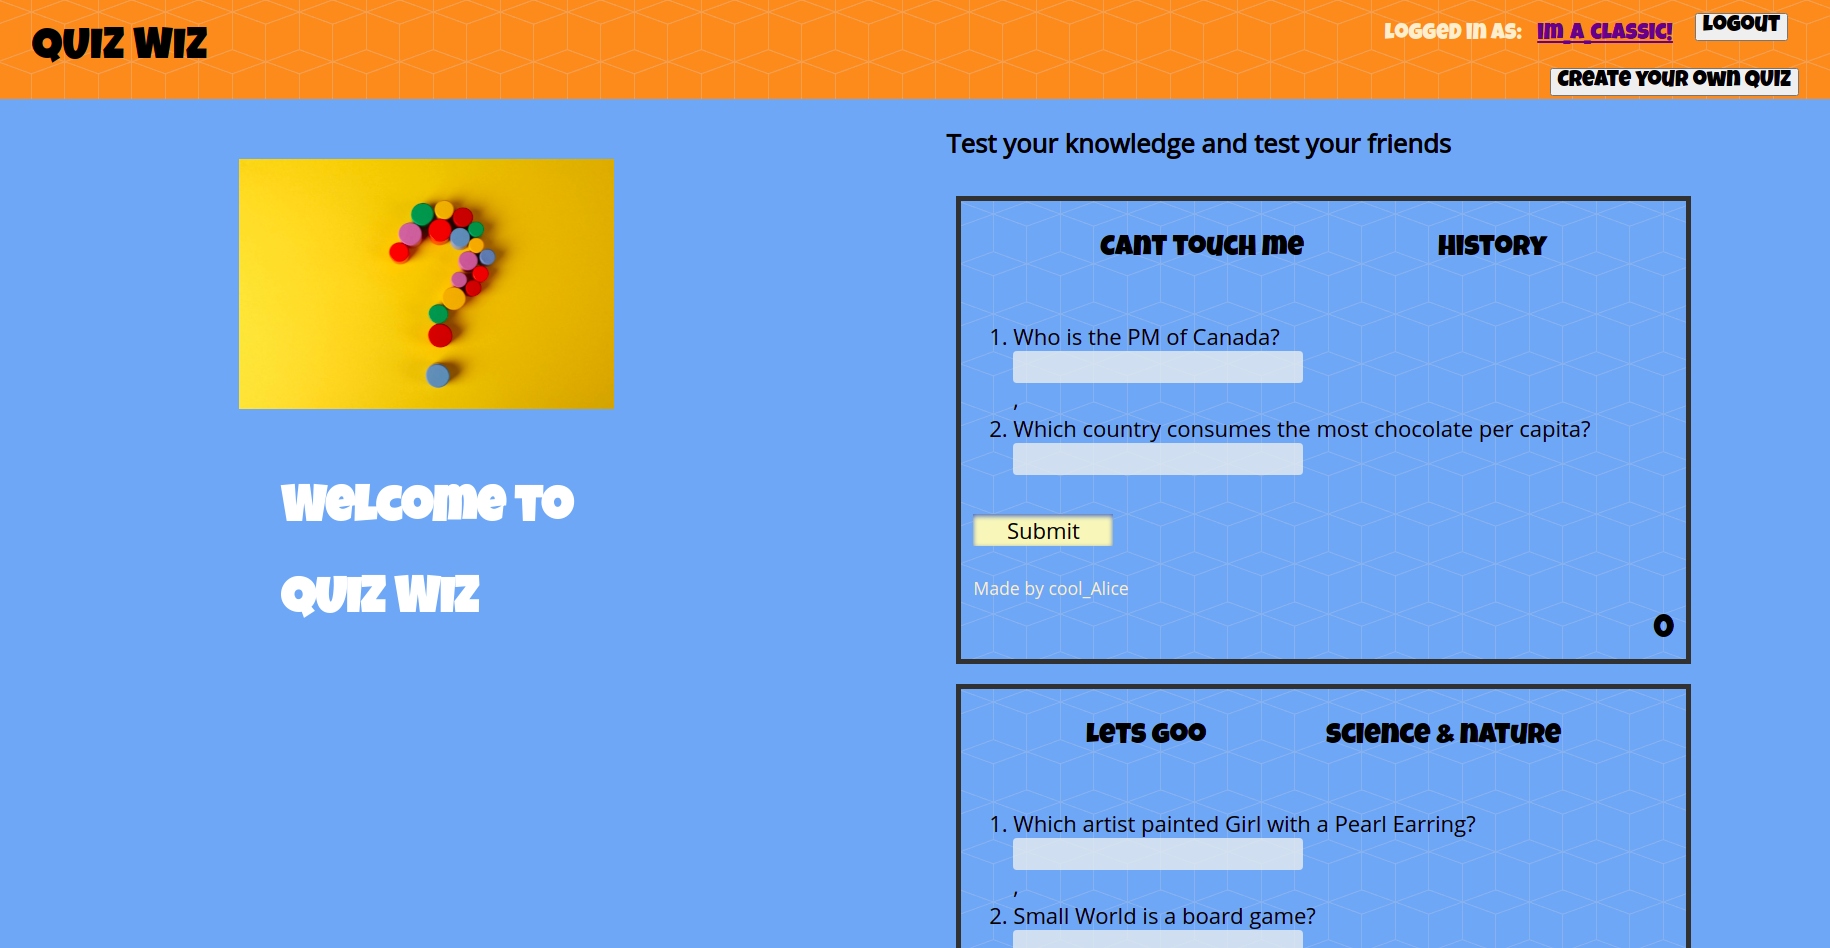 QUIZ WIZ
LOGGED IN AS: Im_A_CLASSIC! LOGOUT
CREATE YOUR OWN QUIZ
Test your knowledge and test your friends
WELCOME TO
QUIZ WIZ
CANT TOUCH ME HISTORY
1. Who is the PM of Canada?
,
2. Which country consumes the most chocolate per capita?
Submit
Made by cool_Alice
0
LETS GOO SCIENCE & NATURE
1. Which artist painted Girl with a Pearl Earring?
,
2. Small World is a board game?